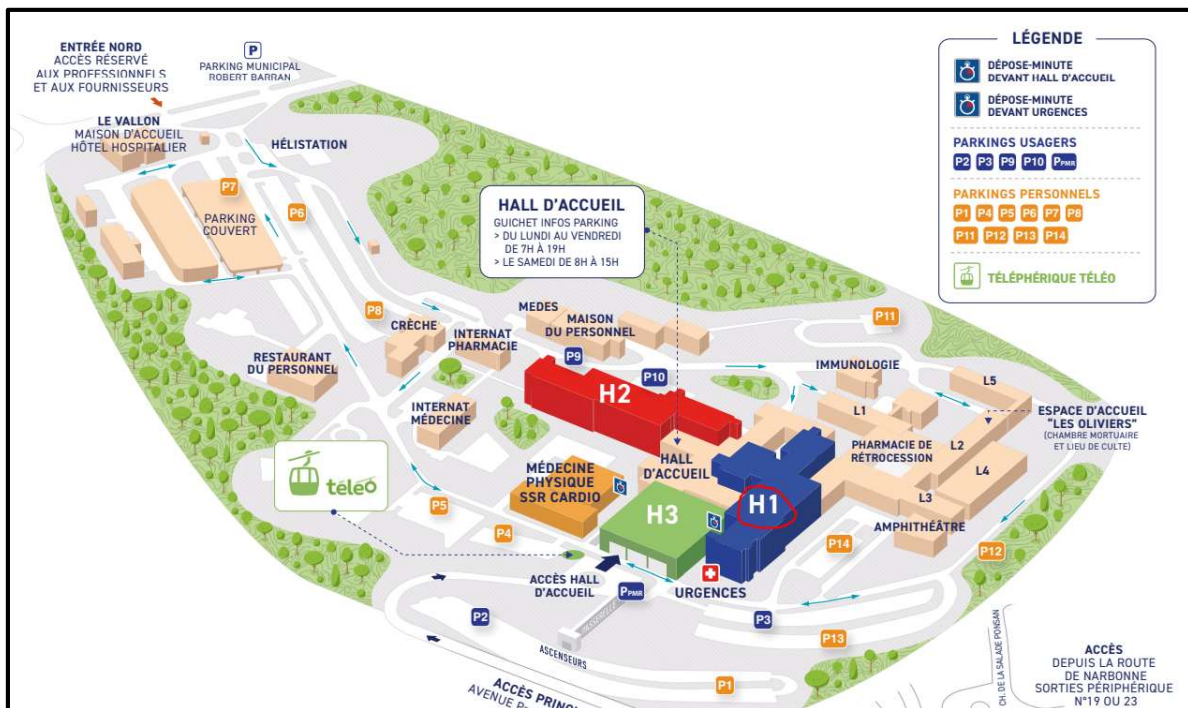 ENTRÉE NORD
ACCÈS RÉSERVÉ
AUX PROFESSIONNELS
ET AUX FOURNISSEURS
P
PARKING MUNICIPAL
ROBERT BARRAN
LE VALLON
MAISON D'ACCUEIL
HÔTEL HOSPITALIER
HÉLISTATION
P7
P6
PARKING
COUVERT
HALL D'ACCUEIL
GUICHET INFOS PARKING
> DU LUNDI AU VENDREDI
DE 7H À 19H
> LE SAMEDI DE 8H À 15H
LÉGENDE
DÉPOSE-MINUTE
DEVANT HALL D'ACCUEIL
DÉPOSE-MINUTE
DEVANT URGENCES
PARKINGS USAGERS
P2 P3 P9 P10 PPMR
PARKINGS PERSONNELS
P1 P4 P5 P6 P7 P8
P11 P12 P13 P14
TÉLÉPHÉRIQUE TÉLÉO
P8
CRÈCHE
INTERNAT
PHARMACIE
MEDES
MAISON
DU PERSONNEL
P11
RESTAURANT
DU PERSONNEL
P9
P10
H2
IMMUNOLOGIE
L5
L1
INTERNAT
MÉDECINE
ESPACE D'ACCUEIL
"LES OLIVIERS"
(CHAMBRE MORTUAIRE
ET LIEU DE CULTE)
PHARMACIE DE
RÉTROCESSION
L2
L4
L3
HALL
D'ACCUEIL
MÉDECINE
PHYSIQUE
SSR CARDIO
téléo
H3
H1
AMPHITHÉÂTRE
P5
P4
P14
P12
ACCÈS HALL
D'ACCUEIL
URGENCES
PPMR
PASSERELLE
P2
P3
P13
ASCENSEURS
P1
ACCÈS
AVENUE
CH. DE LA SALADE PONSAN
ACCÈS
DEPUIS LA ROUTE
DE NARBONNE
SORTIES PÉRIPHÉRIQUE
N°19 OU 23